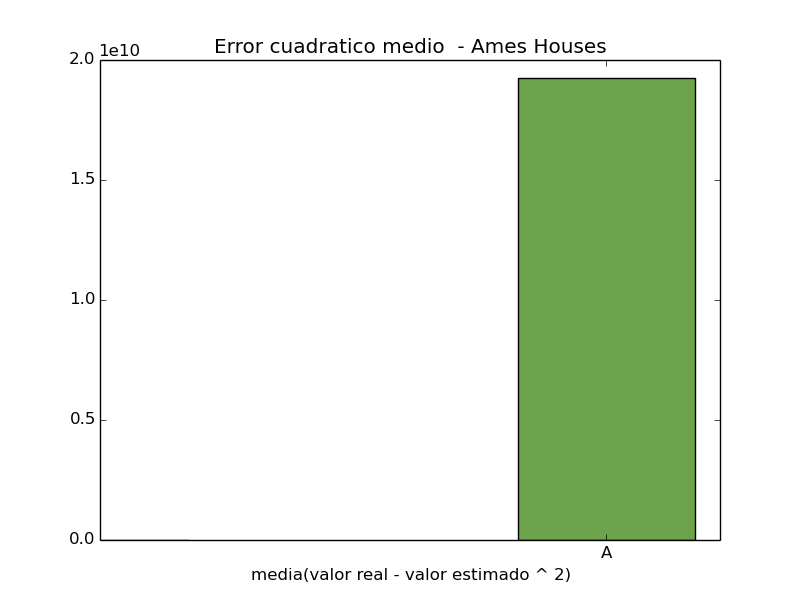 Error cuadratico medio  - Ames Houses
1e10
2.0
1.5
1.0
0.5
0.0
A
media(valor real - valor estimado ^ 2)